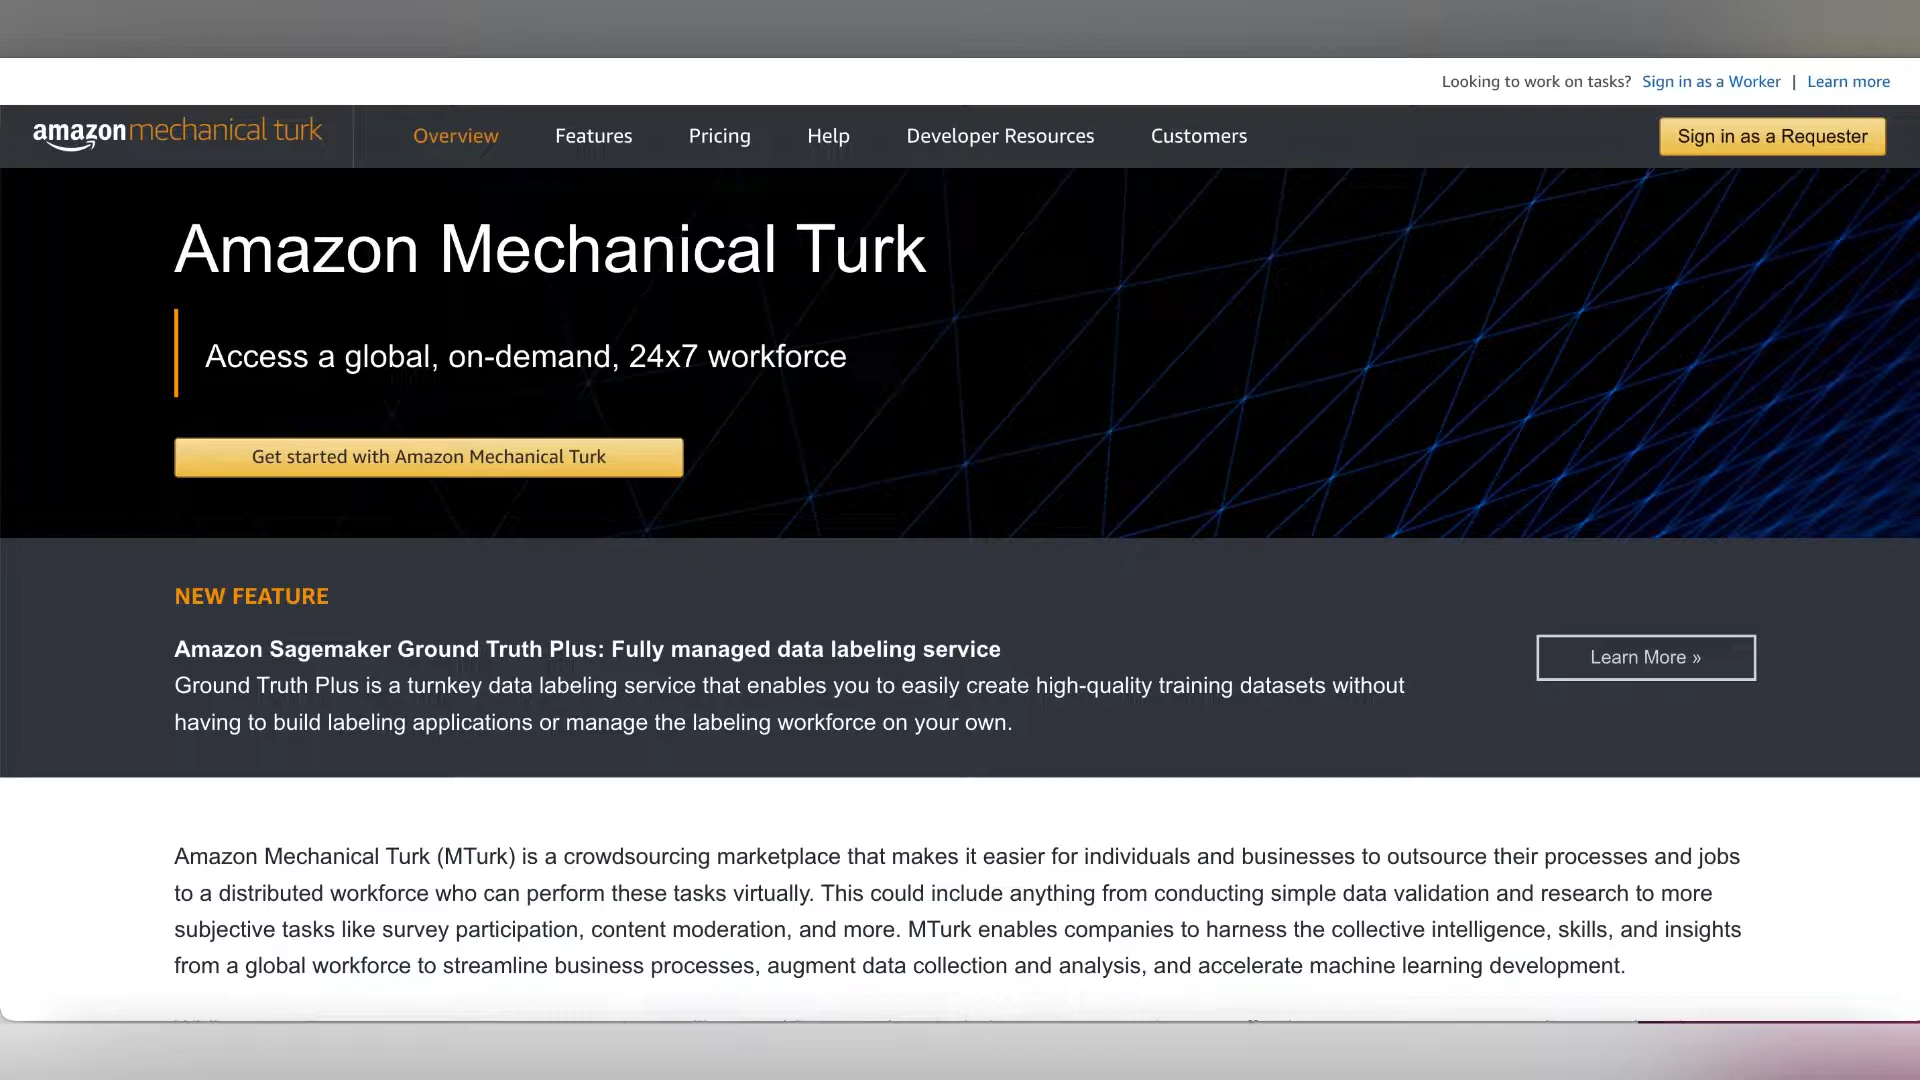 Looking to work on tasks? Sign in as a Worker | Learn more
amazon mechanical turk
Overview Features Pricing Help Developer Resources Customers
Sign in as a Requester
Amazon Mechanical Turk
Access a global, on-demand, 24x7 workforce
Get started with Amazon Mechanical Turk
NEW FEATURE
Amazon Sagemaker Ground Truth Plus: Fully managed data labeling service
Ground Truth Plus is a turnkey data labeling service that enables you to easily create high-quality training datasets without
having to build labeling applications or manage the labeling workforce on your own.
Learn More »
Amazon Mechanical Turk (MTurk) is a crowdsourcing marketplace that makes it easier for individuals and businesses to outsource their processes and jobs
to a distributed workforce who can perform these tasks virtually. This could include anything from conducting simple data validation and research to more
subjective tasks like survey participation, content moderation, and more. MTurk enables companies to harness the collective intelligence, skills, and insights
from a global workforce to streamline business processes, augment data collection and analysis, and accelerate machine learning development.